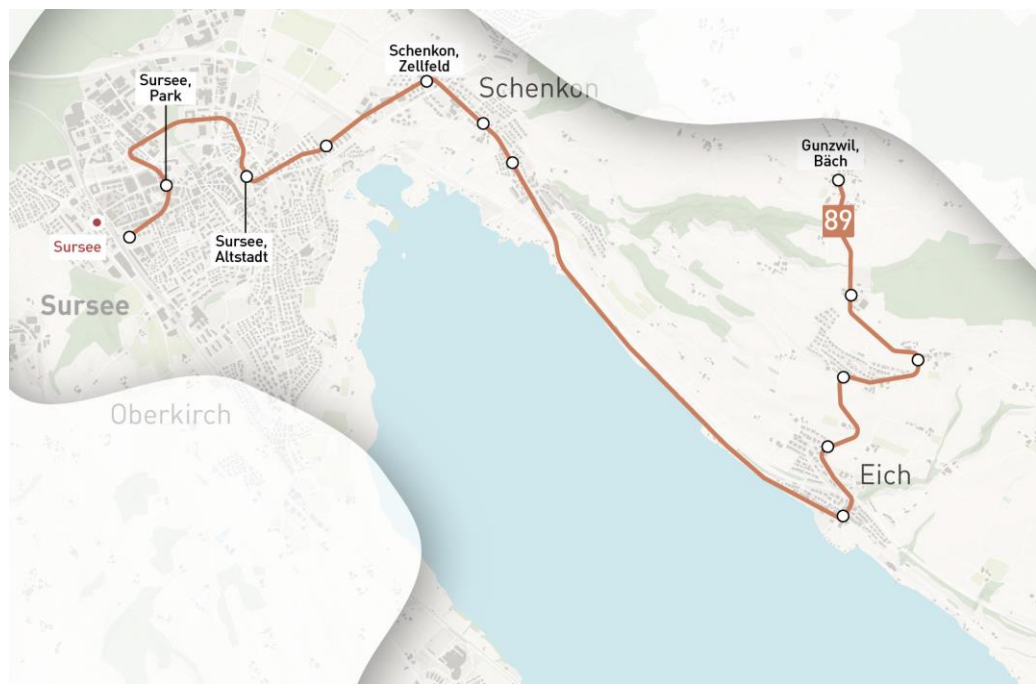 Schenkon,
Zellfeld
Schenkon
Sursee,
Park
Gunzwil,
Bäch
89
Sursee
Sursee,
Altstadt
Sursee
Oberkirch
Eich